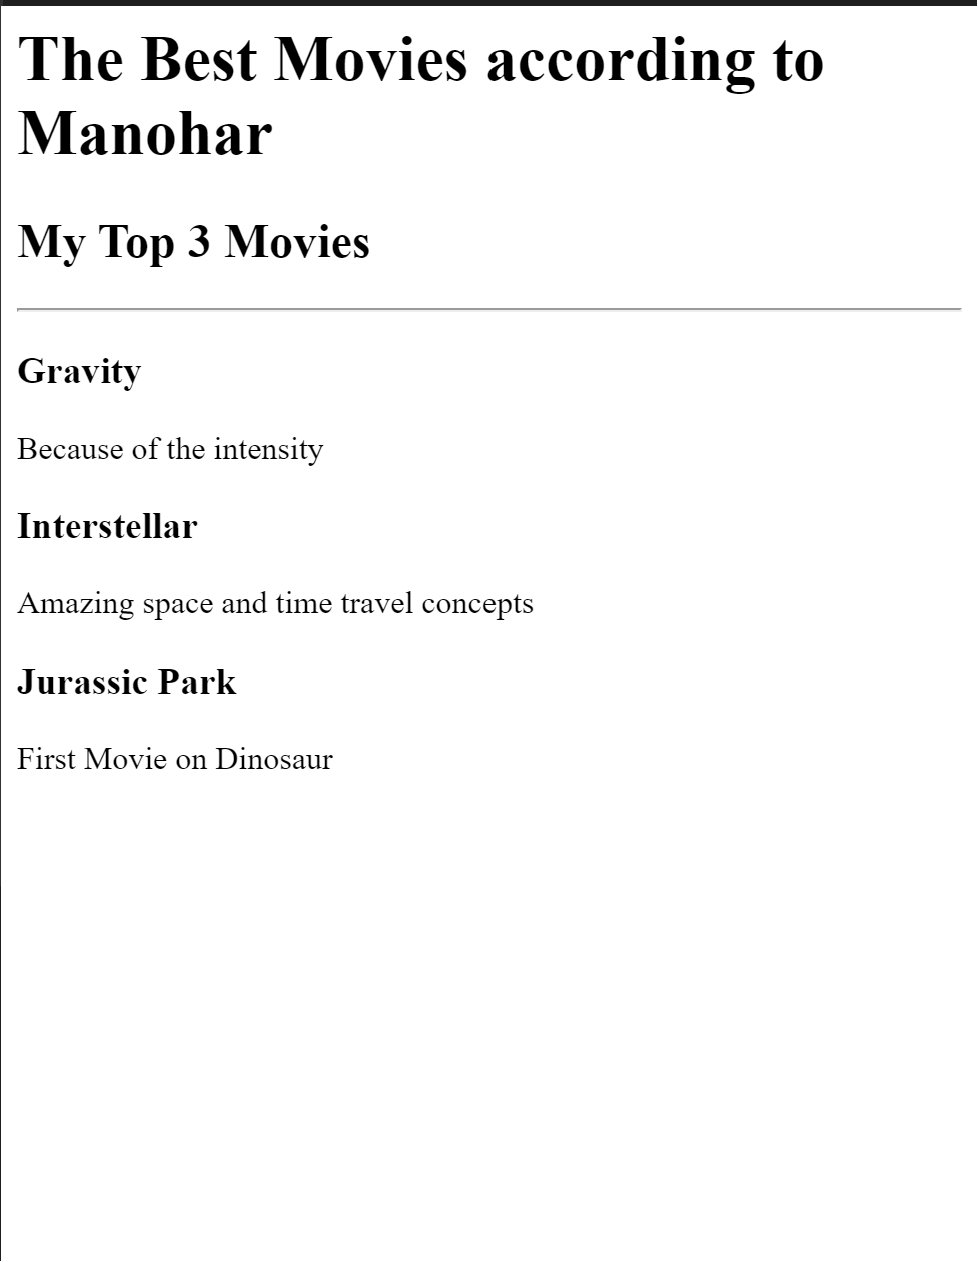 The Best Movies according to
Manohar
My Top 3 Movies
Gravity
Because of the intensity
Interstellar
Amazing space and time travel concepts
Jurassic Park
First Movie on Dinosaur